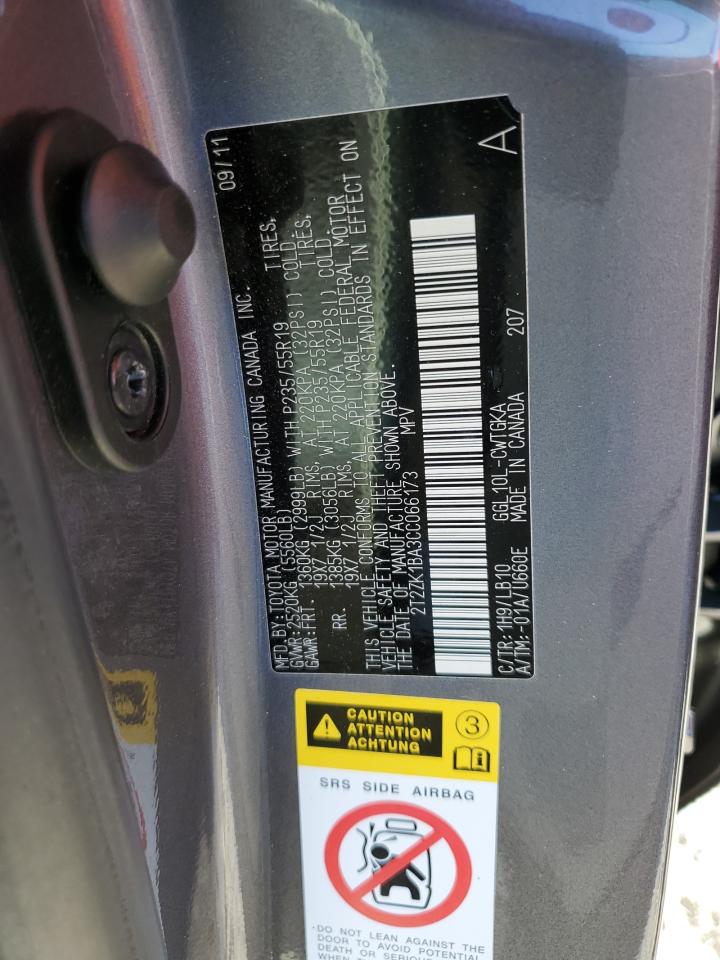 MFD. BY: TOYOTA MOTOR MANUFACTURING CANADA INC. 09/11
GVWR: 2520KG (5560LB)
GAWR: FRT. 1360KG (2999LB) WITH P235/55R19 TIRES,
19X7 1/2J RIMS, AT 220KPA (32PSI) COLD.
RR. 1385KG (3056LB) WITH P235/55R19 TIRES,
19X7 1/2J RIMS, AT 220KPA (32PSI) COLD.
THIS VEHICLE CONFORMS TO ALL APPLICABLE FEDERAL MOTOR
VEHICLE SAFETY AND THEFT PREVENTION STANDARDS IN EFFECT ON
THE DATE OF MANUFACTURE SHOWN ABOVE.
2T2ZK1BA3CC066173 MPV
A
C/TR: 1H9/LB10 GGL10L-CWTGKA
A/TM: -01A/U660E MADE IN CANADA 207
CAUTION
ATTENTION
ACHTUNG
3
SRS SIDE AIRBAG
DO NOT LEAN AGAINST THE
DOOR TO AVOID POTENTIAL
DEATH OR SERIOUS